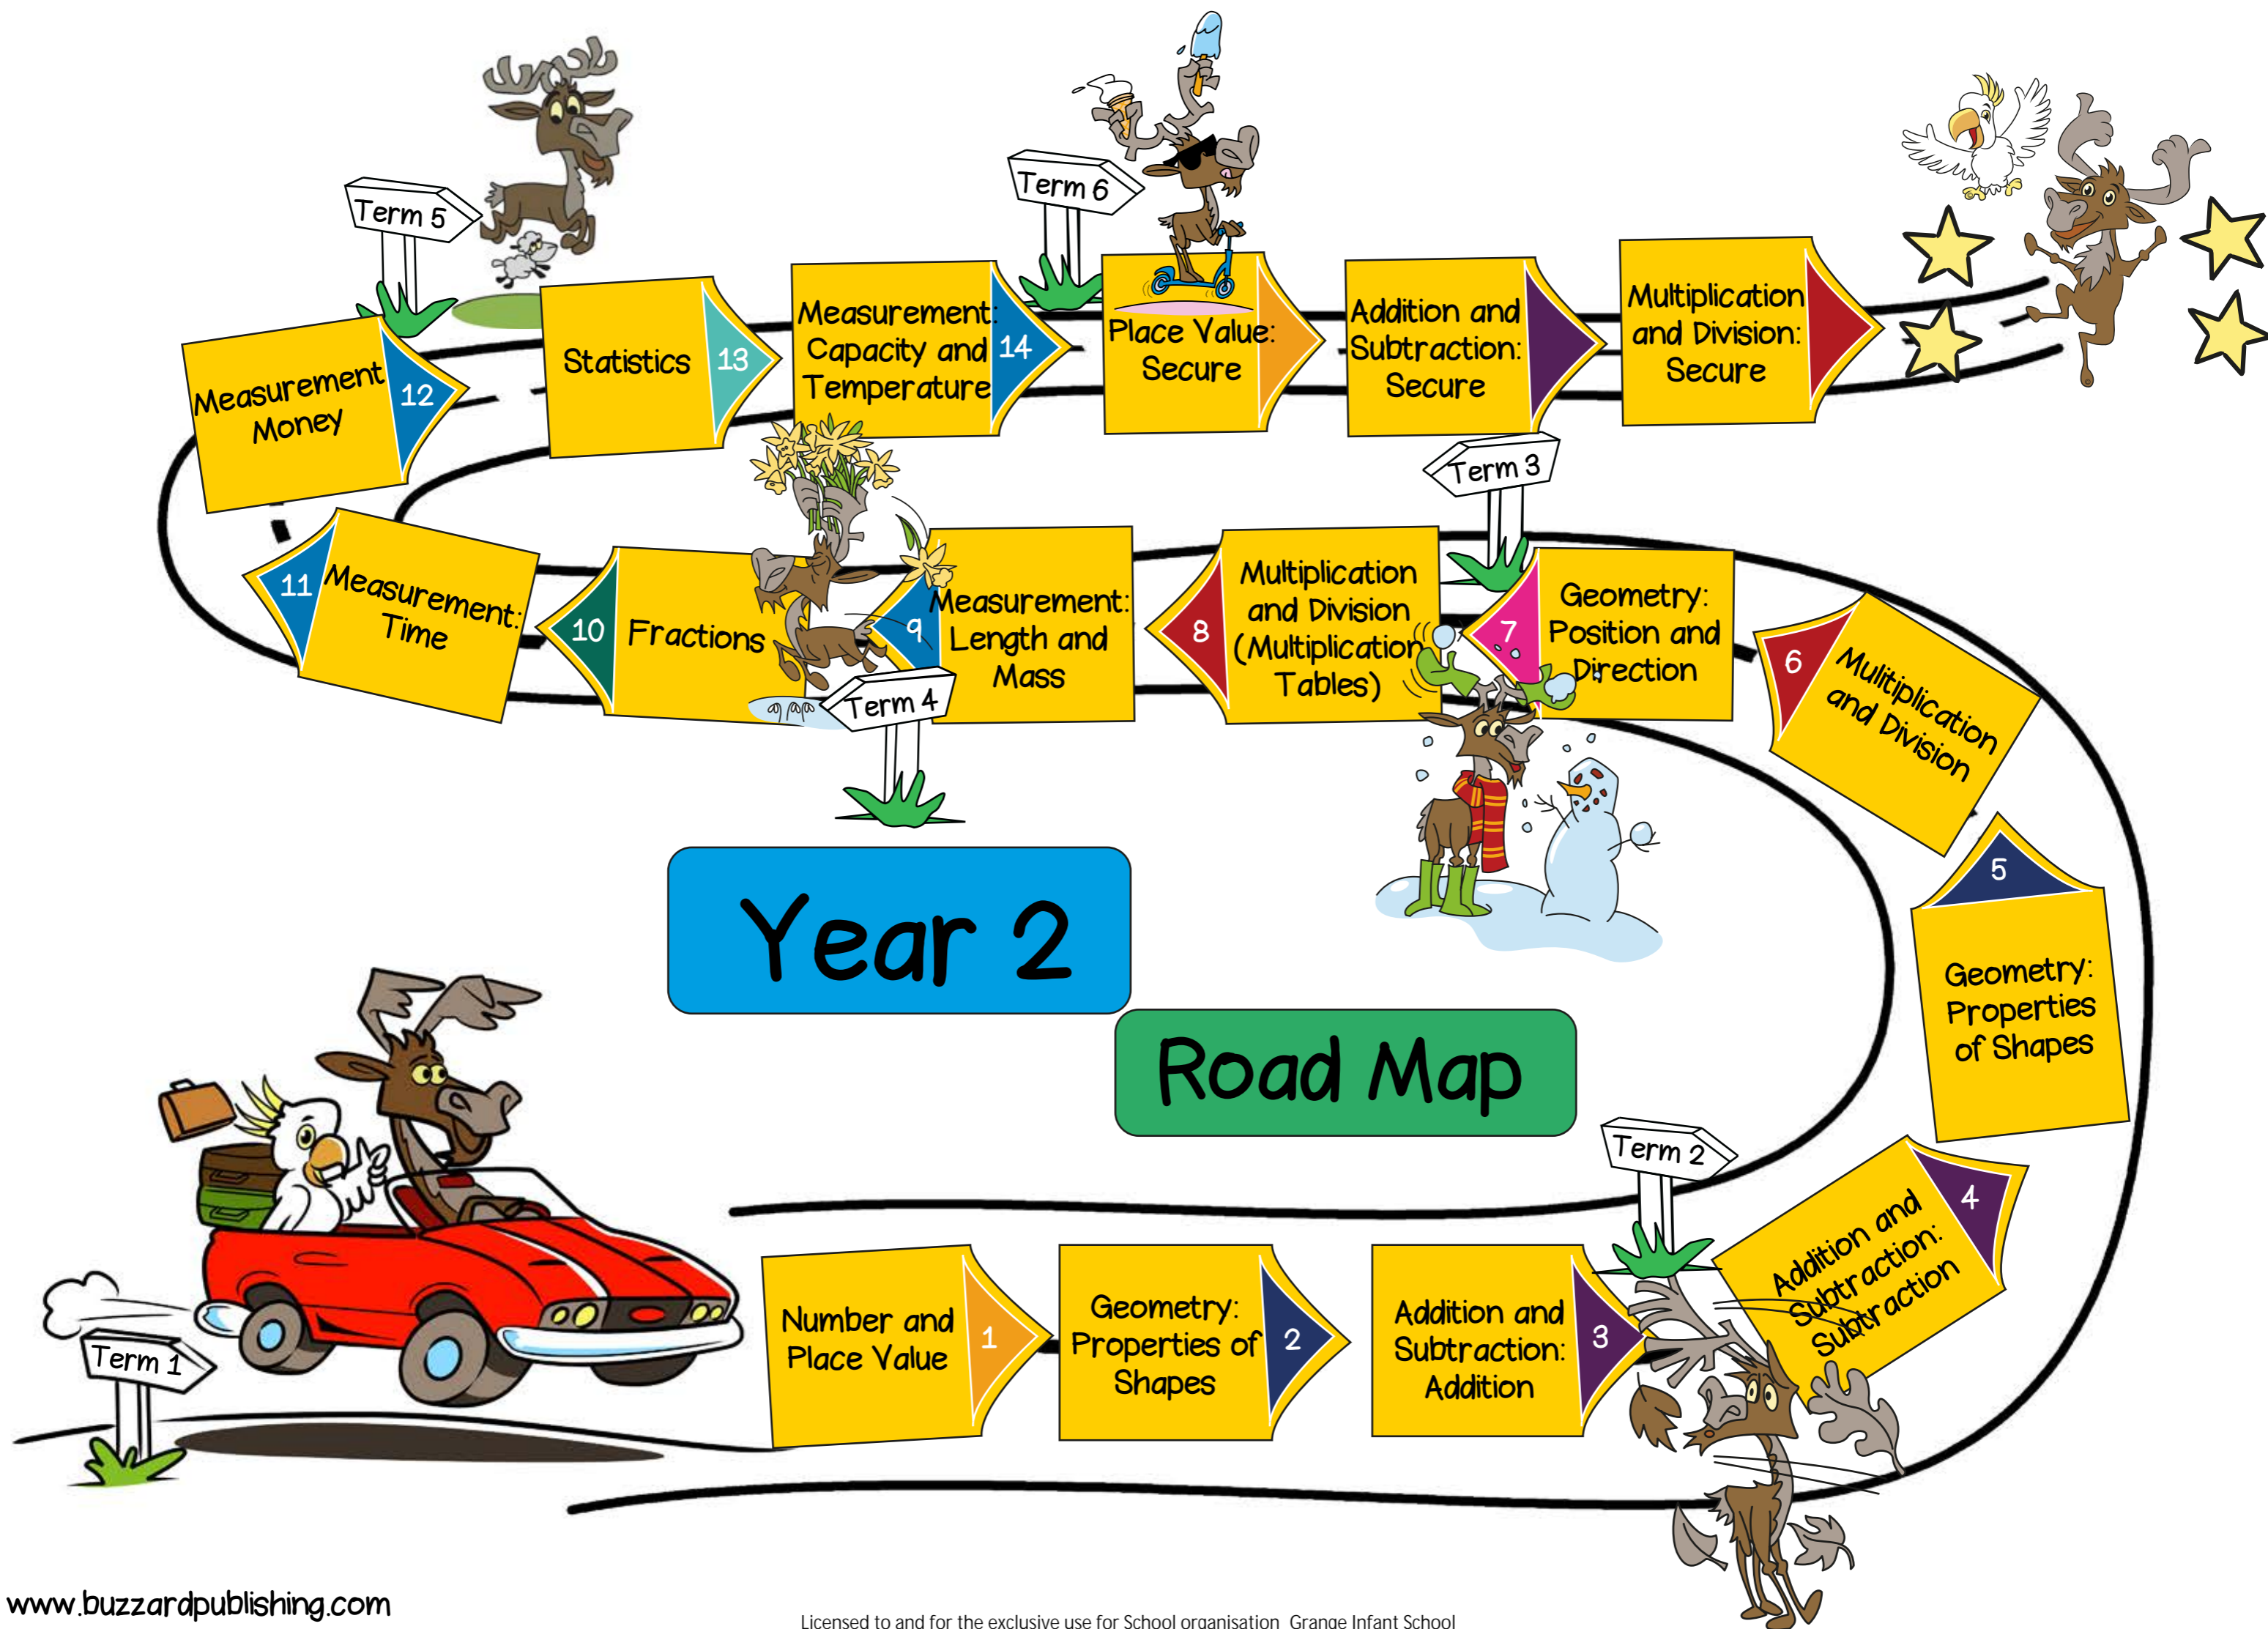 Term 1
Number and
Place Value
1
Geometry:
Properties of
Shapes
2
Addition and
Subtraction:
Addition
3
Term 2
Addition and
Subtraction:
Subtraction
4
Geometry:
Properties
of Shapes
5
Mulitiplication
and Division
6
Geometry:
Position and
Direction
7
Term 3
Multiplication
and Division
(Multiplication
Tables)
8
Measurement:
Length and
Mass
9
Term 4
Fractions
10
Measurement:
Time
11
Measurement
Money
12
Term 5
Statistics
13
Measurement:
Capacity and
Temperature
14
Term 6
Place Value:
Secure
Addition and
Subtraction:
Secure
Multiplication
and Division:
Secure
Year 2
Road Map
www.buzzardpublishing.com
Licensed to and for the exclusive use for School organisation Grange Infant School